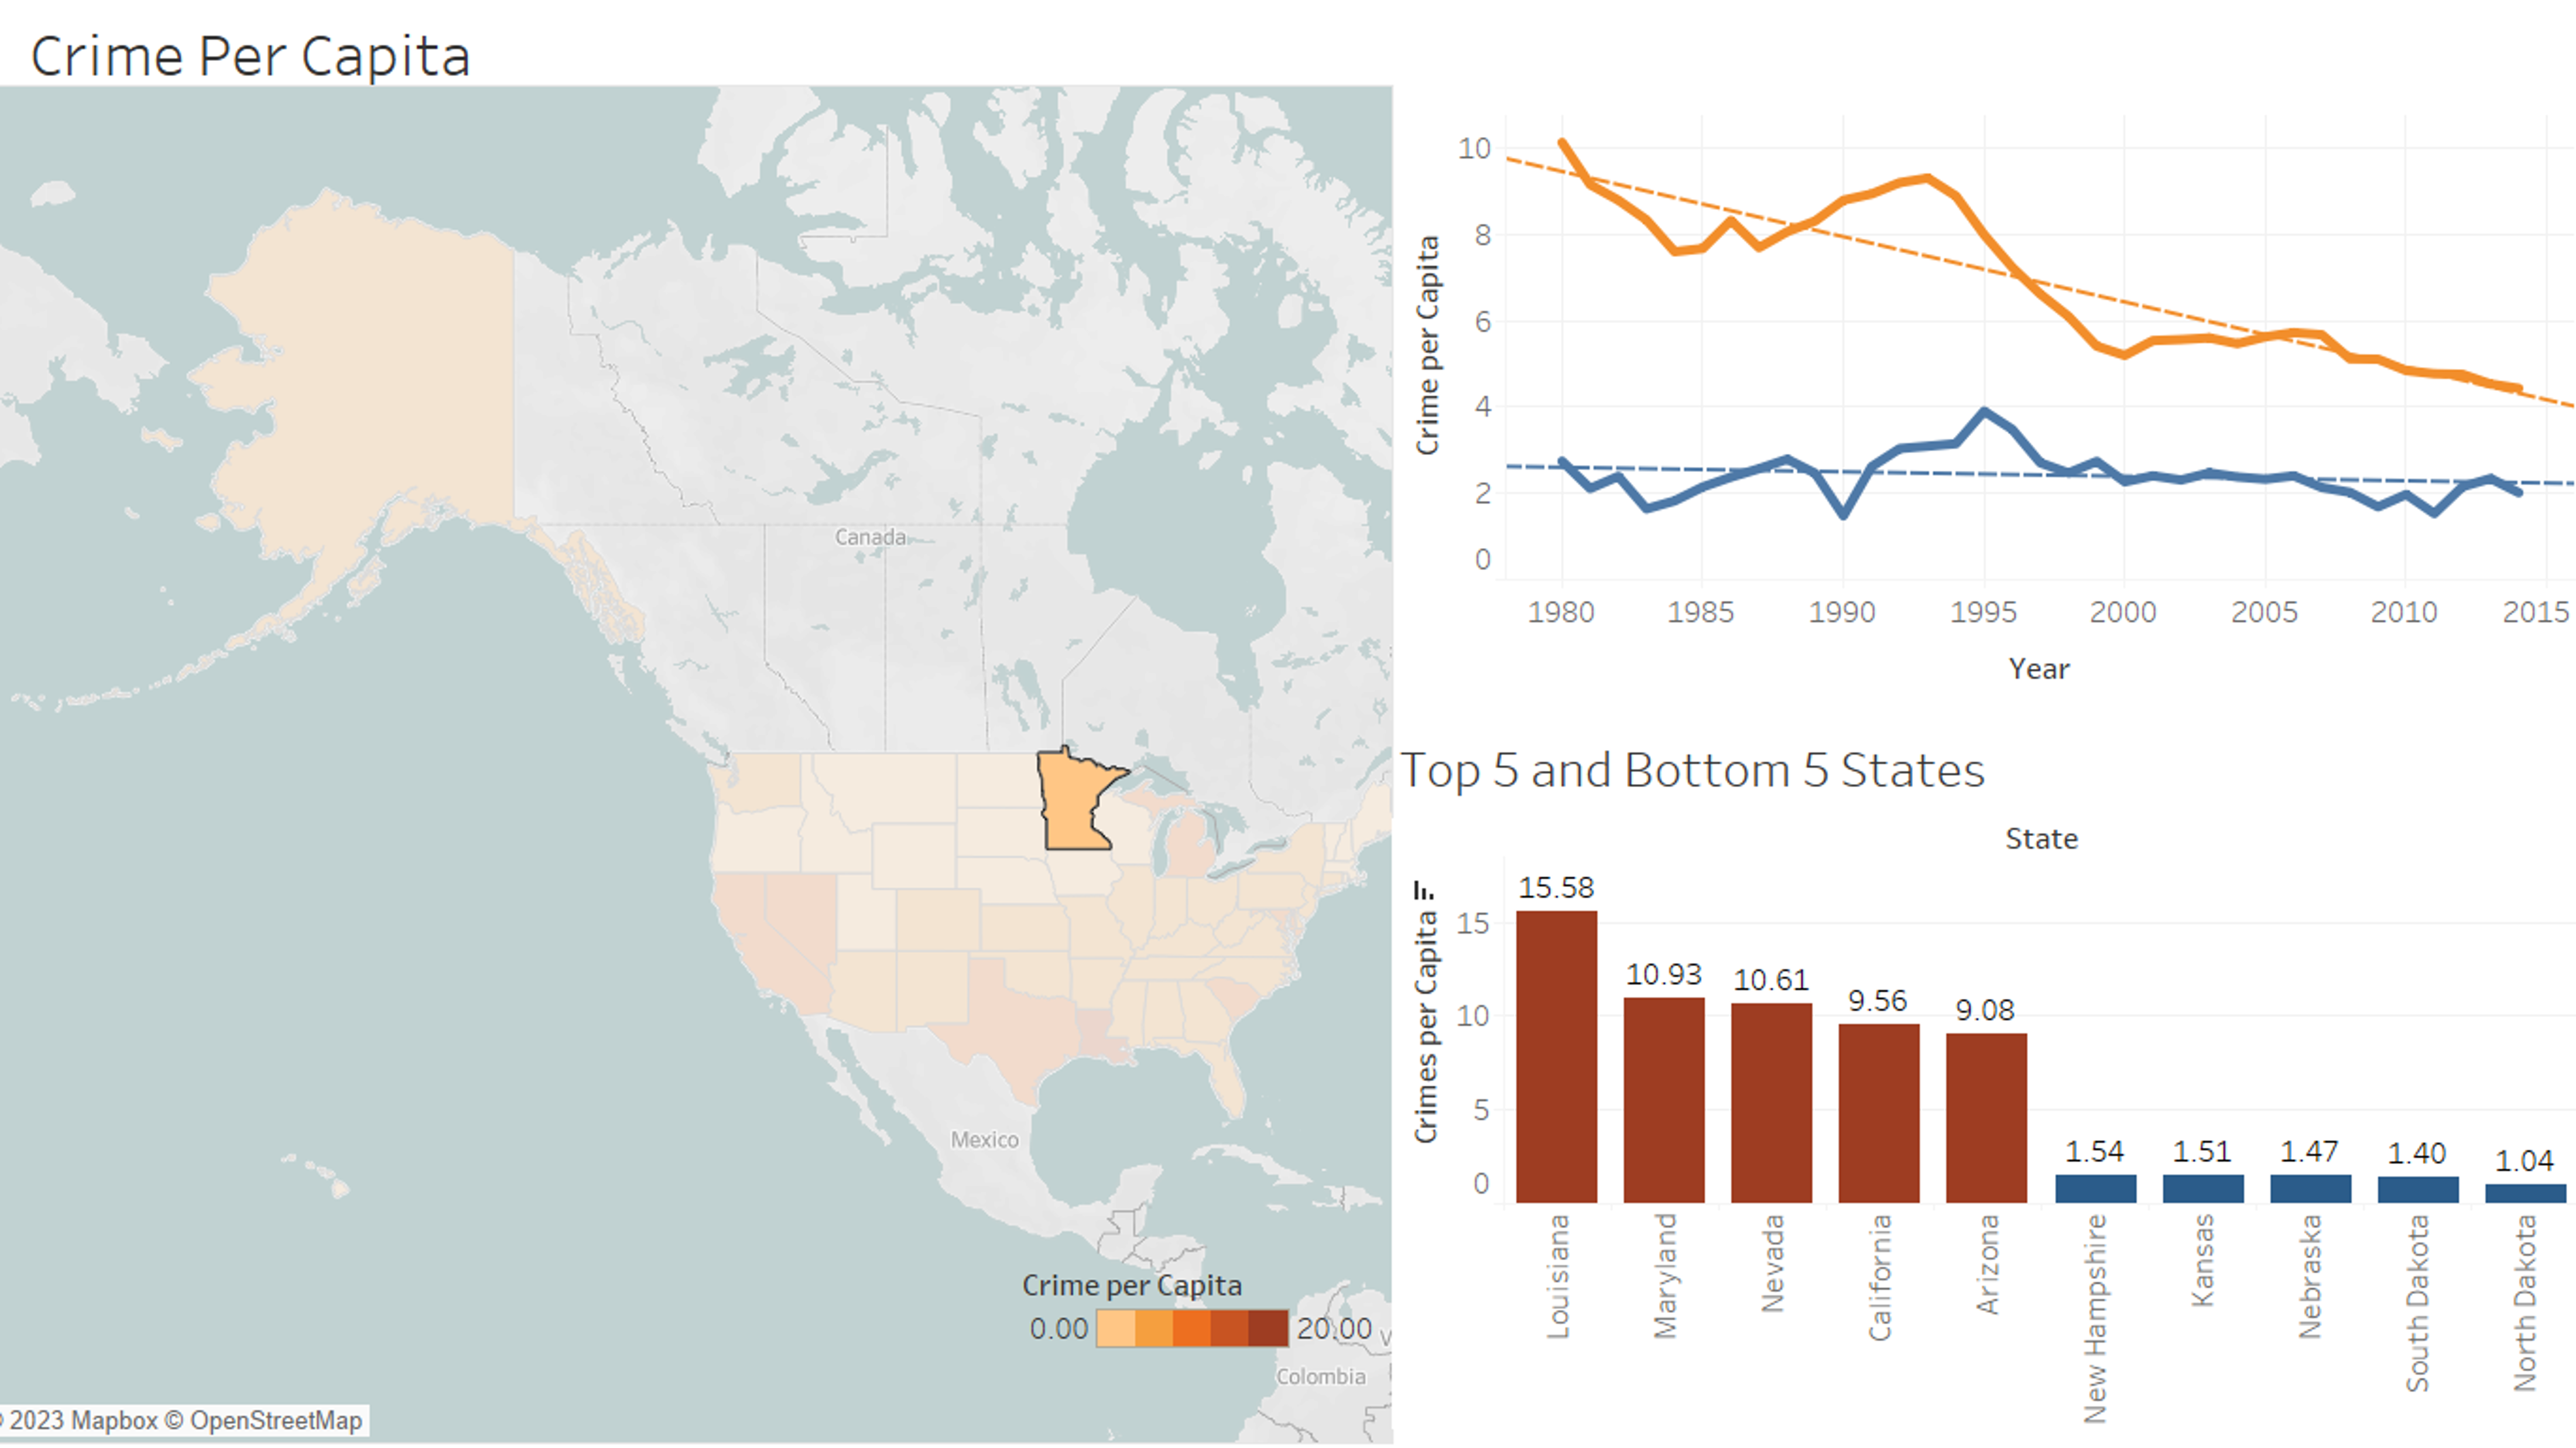 Crime Per Capita
Canada
Mexico
Crime per Capita
0.00
20.00
V
Colombia
2023 Mapbox © OpenStreetMap
10
8
6
4
2
0
Crime per Capita
1980 1985 1990 1995 2000 2005 2010 2015
Year
Top 5 and Bottom 5 States
State
15
10
5
0
Crimes per Capita
15.58
10.93
10.61
9.56
9.08
1.54
1.51
1.47
1.40
1.04
Louisiana
Maryland
Nevada
California
Arizona
New Hampshire
Kansas
Nebraska
South Dakota
North Dakota